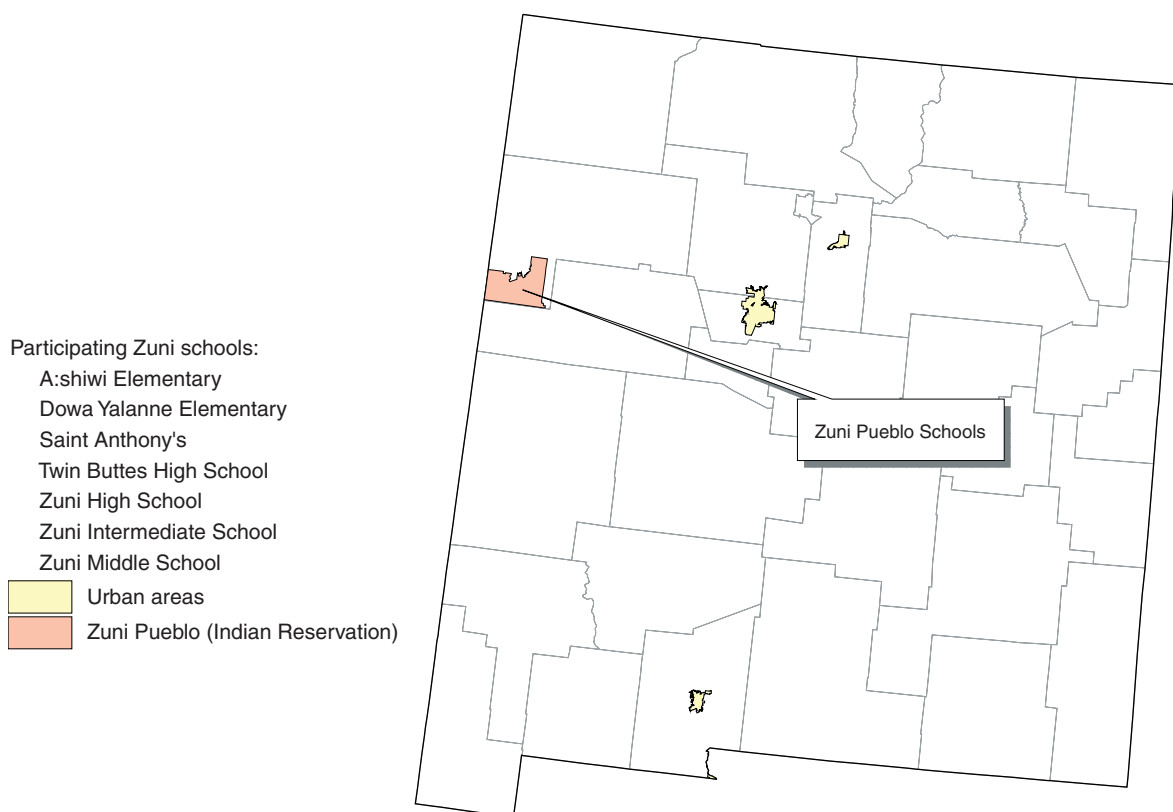 Participating Zuni schools:
A:shiwi Elementary
Dowa Yalanne Elementary
Saint Anthony's
Twin Buttes High School
Zuni High School
Zuni Intermediate School
Zuni Middle School
Urban areas
Zuni Pueblo (Indian Reservation)
Zuni Pueblo Schools